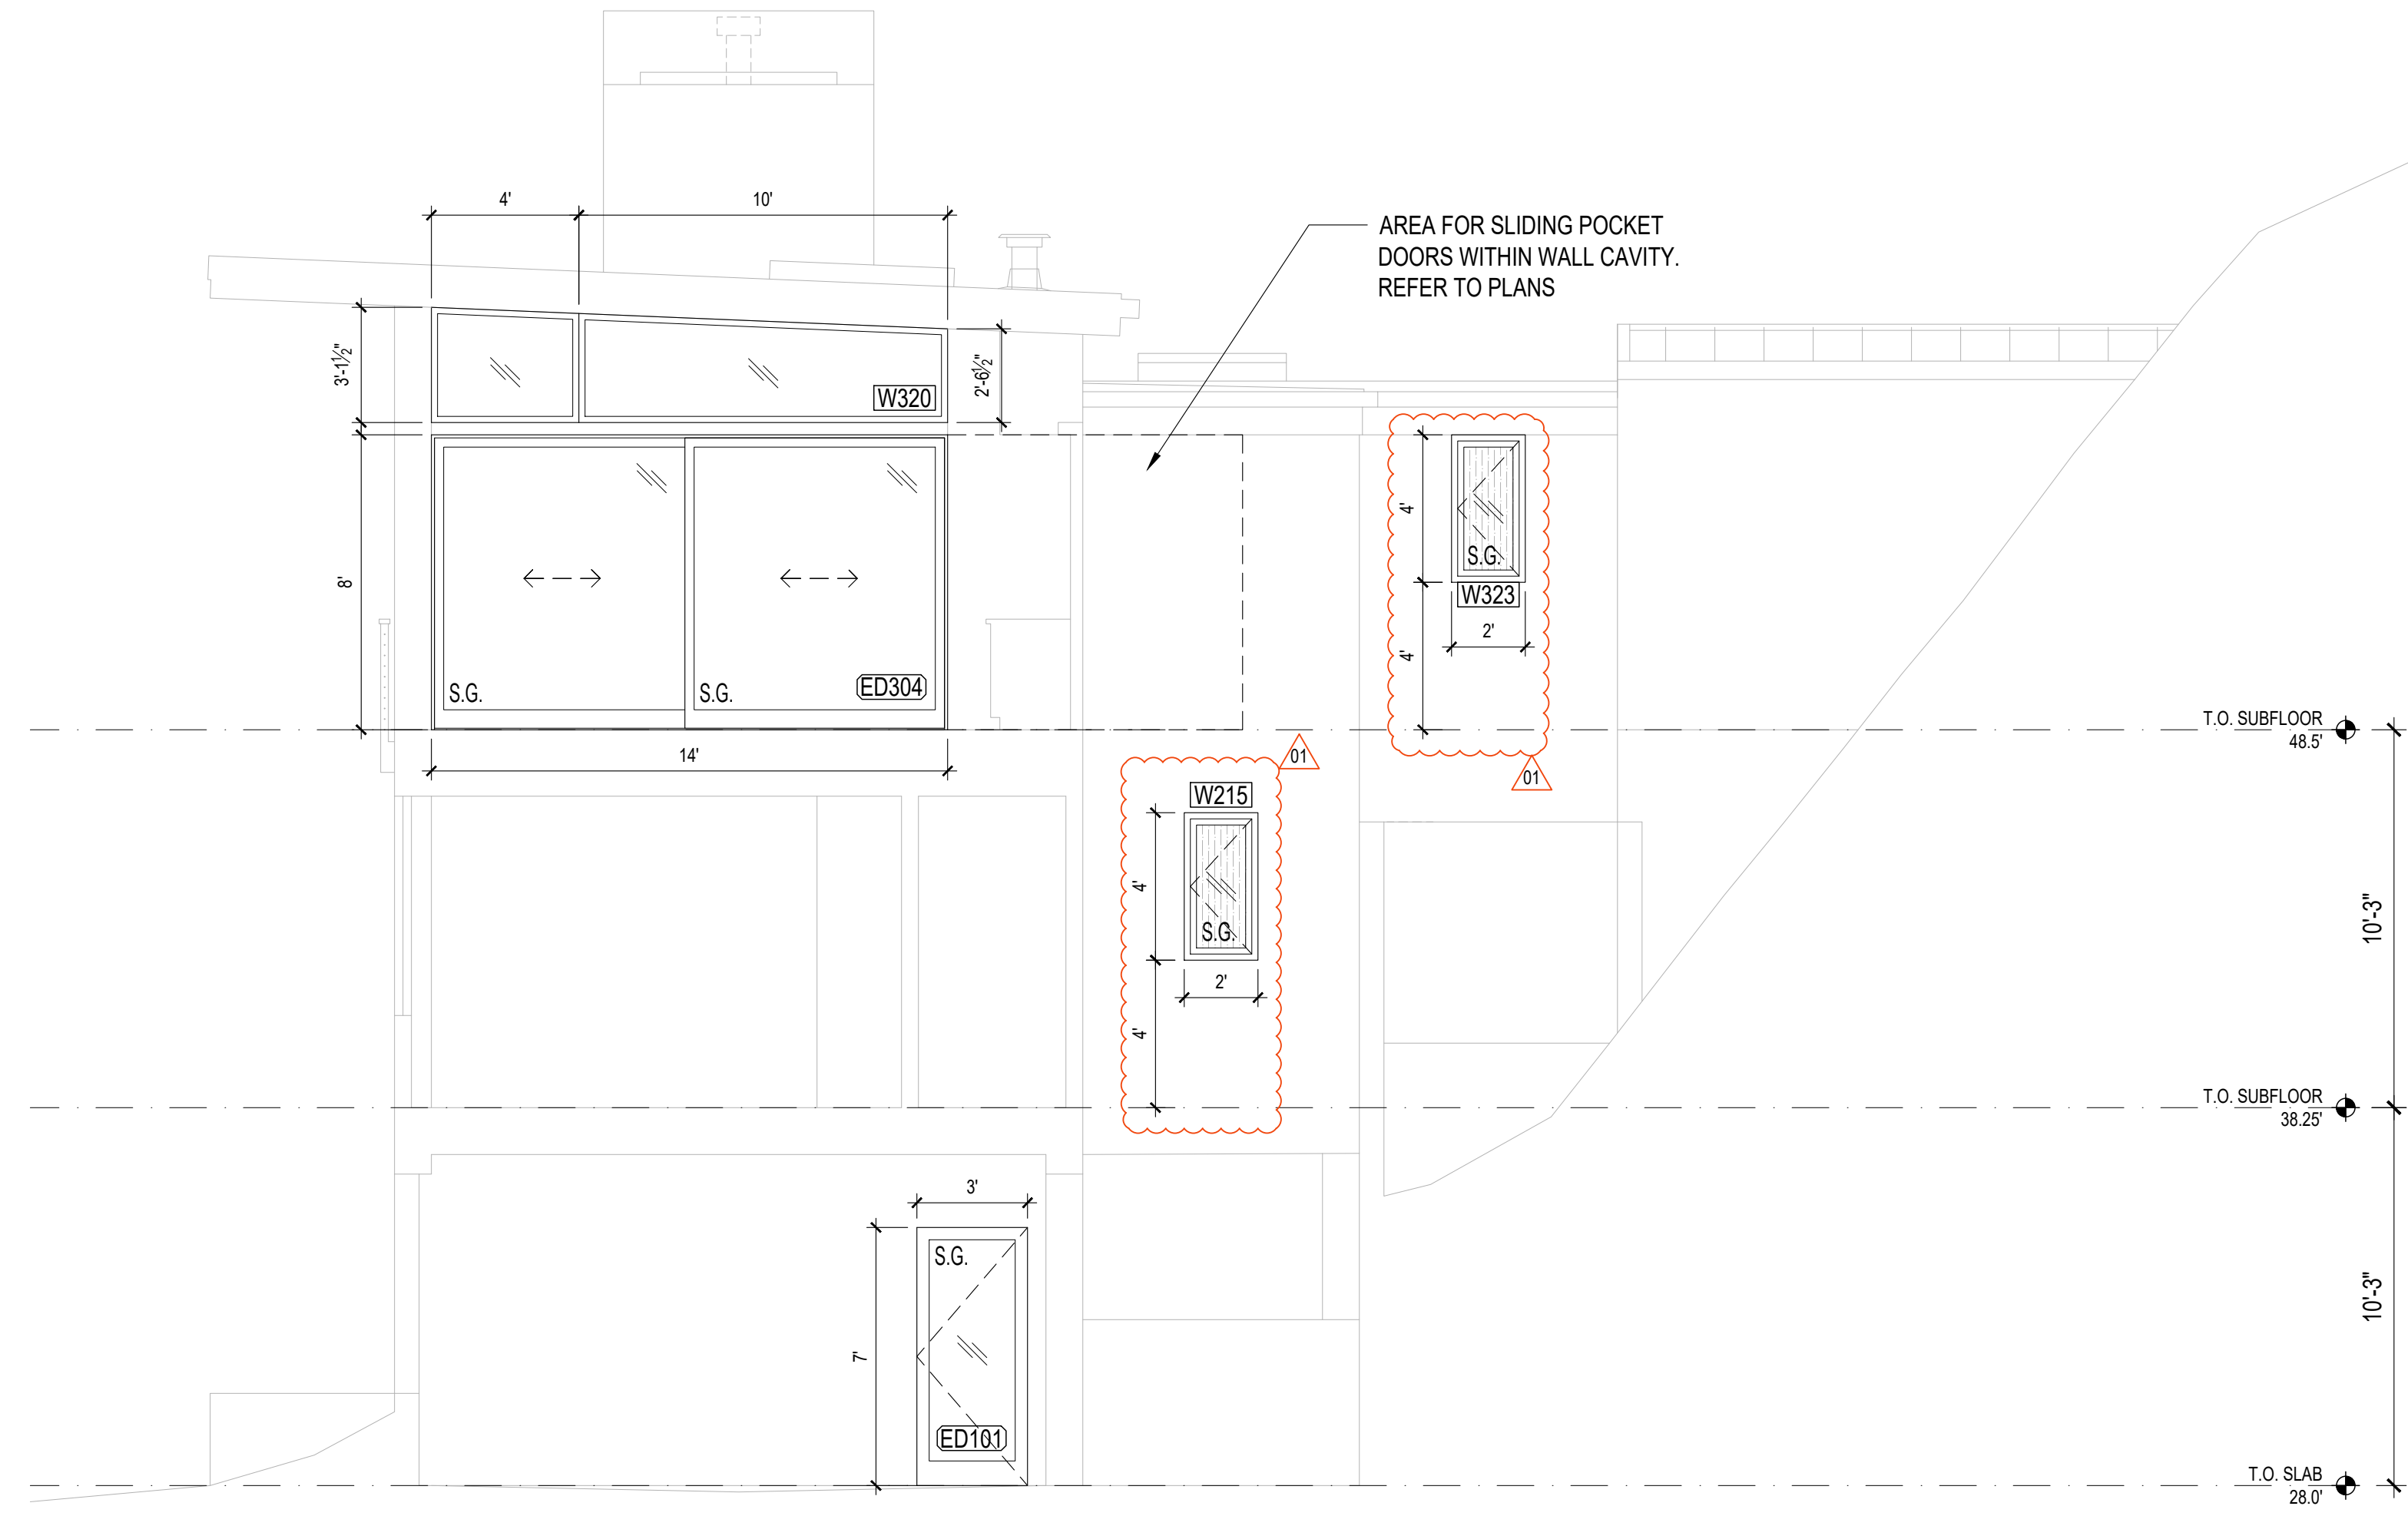 4' 10'
AREA FOR SLIDING POCKET
DOORS WITHIN WALL CAVITY.
REFER TO PLANS
3'-1½" 2'-6½"
W320
4'
S.G.
W323
8'
2'
4'
S.G. S.G. ED304
T.O. SUBFLOOR
48.5'
14'
01
01
W215
4'
S.G.
10'-3"
2'
4'
T.O. SUBFLOOR
38.25'
3'
S.G.
10'-3"
7'
ED101
T.O. SLAB
28.0'